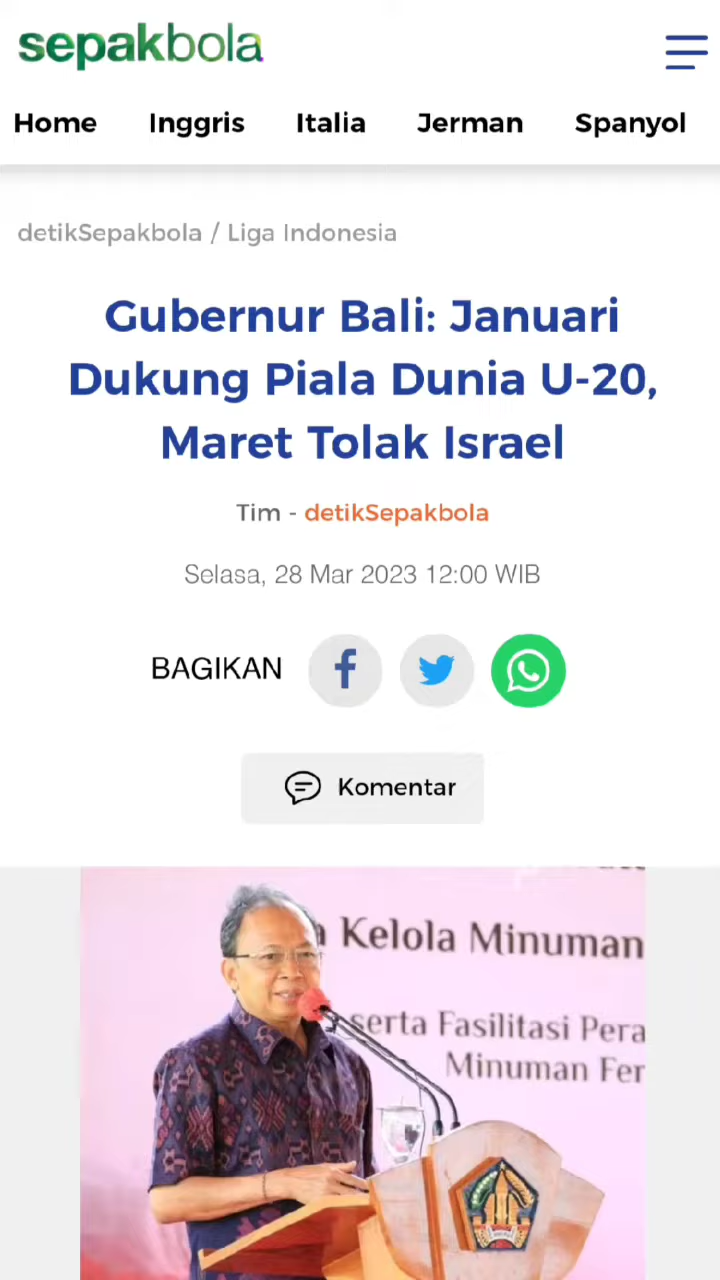 sepakbola
Home Inggris Italia Jerman Spanyol
detikSepakbola / Liga Indonesia
Gubernur Bali: Januari
Dukung Piala Dunia U-20,
Maret Tolak Israel
Tim - detikSepakbola
Selasa, 28 Mar 2023 12:00 WIB
BAGIKAN
Komentar
Kelola Minuman
serta Fasilitasi Pera
Minuman Fer